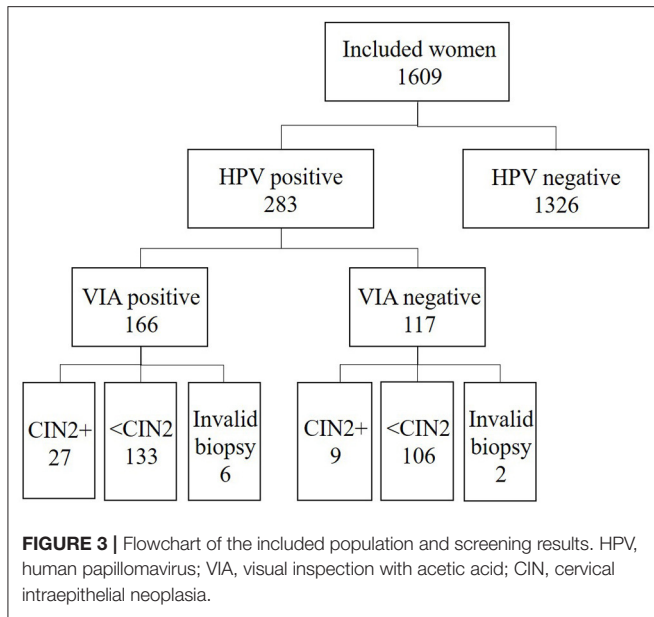 Included women
1609
HPV positive
283
HPV negative
1326
VIA positive
166
VIA negative
117
CIN2+
27
<CIN2
133
Invalid
biopsy
6
CIN2+
9
<CIN2
106
Invalid
biopsy
2
FIGURE 3 | Flowchart of the included population and screening results. HPV,
human papillomavirus; VIA, visual inspection with acetic acid; CIN, cervical
intraepithelial neoplasia.